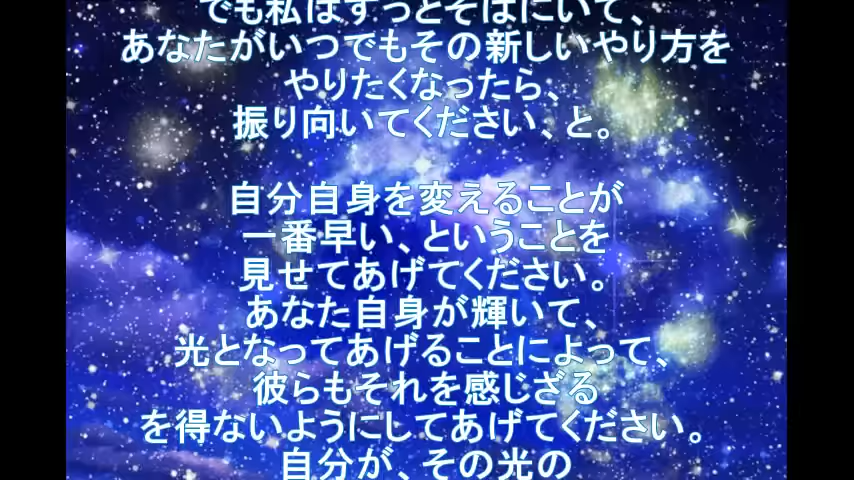 でも私はずっとそばにいて、
あなたがいつでもその新しいやり方を
やりたくなったら、
振り向いてください、と。
自分自身を変えることが
一番早い、ということを
見せてあげてください。
あなた自身が輝いて、
光となってあげることによって、
彼らもそれを感じざる
を得ないようにしてあげてください。
自分が、その光の